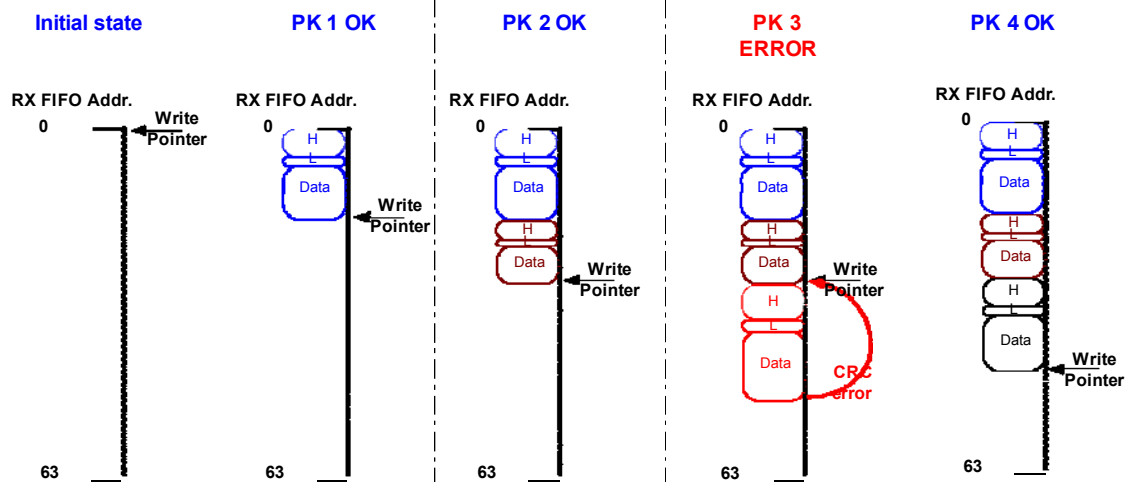 Initial state
PK 1 OK
PK 2 OK
PK 3
ERROR
PK 4 OK
RX FIFO Addr.
0
Write
Pointer
63
RX FIFO Addr.
0
H
L
Data
Write
Pointer
63
RX FIFO Addr.
0
H
L
Data
H
L
Data
Write
Pointer
63
RX FIFO Addr.
0
H
L
Data
H
L
Data
Write
Pointer
H
L
Data
CRC
error
63
RX FIFO Addr.
0
H
L
Data
H
L
Data
H
L
Data
Write
Pointer
63